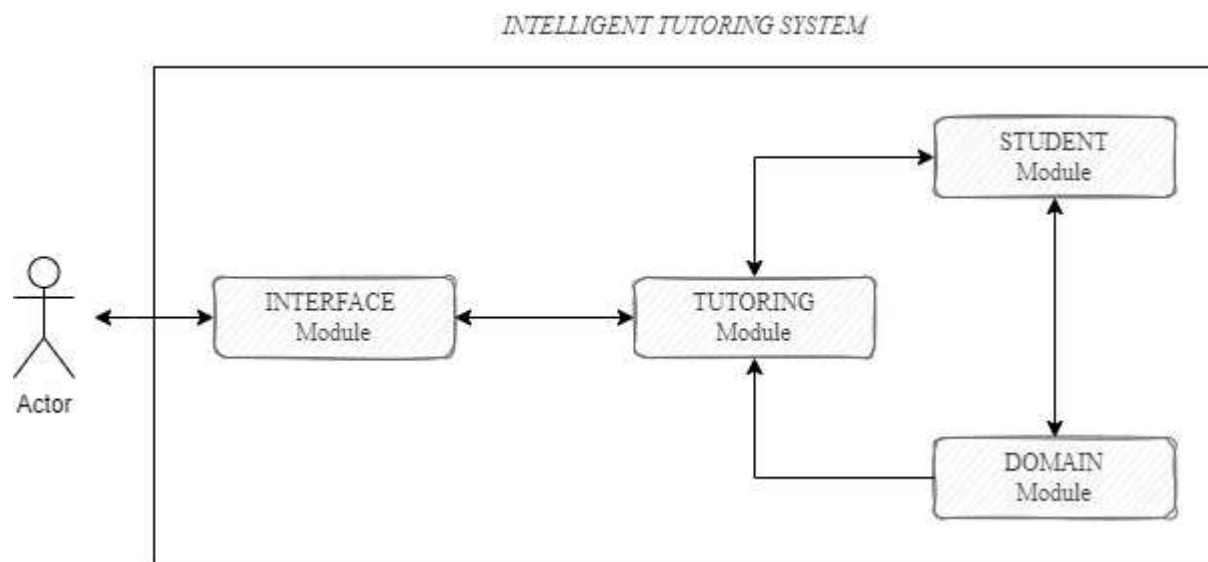 INTELLIGENT TUTORING SYSTEM
STUDENT
Module
INTERFACE
Module
TUTORING
Module
Actor
DOMAIN
Module